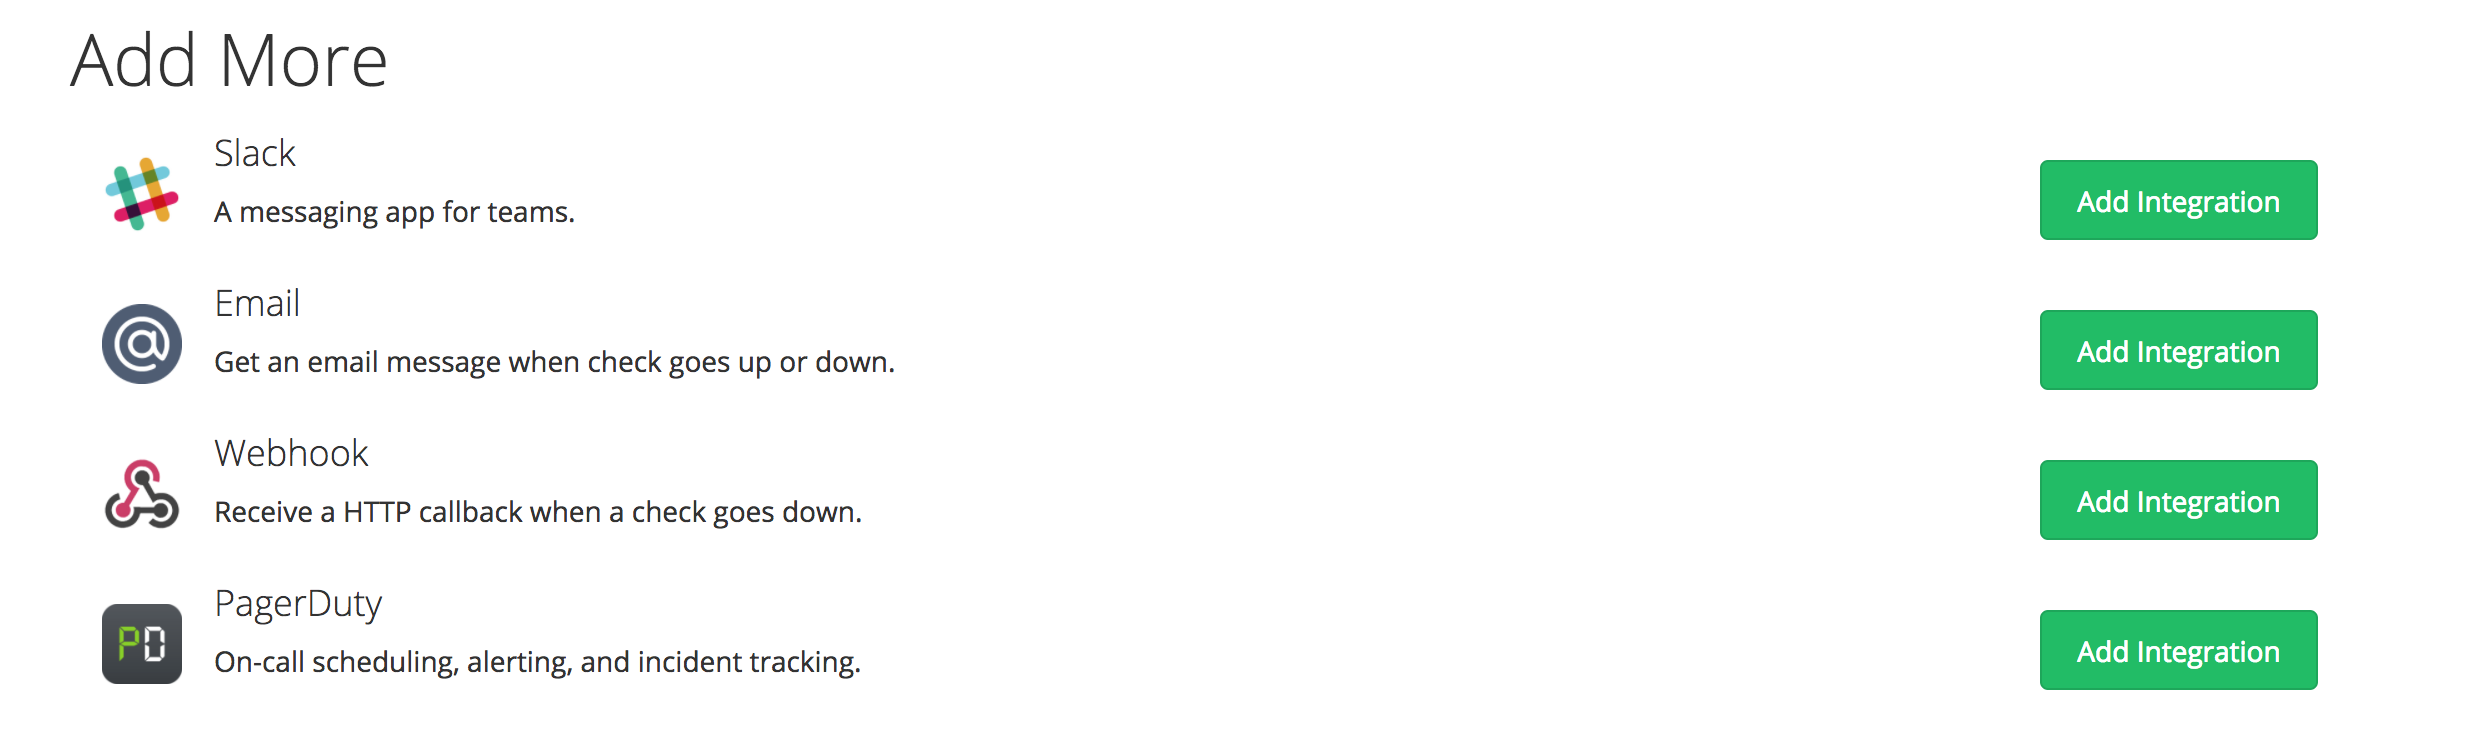 Add More
Slack
A messaging app for teams.
Add Integration
Email
Get an email message when check goes up or down.
Add Integration
Webhook
Receive a HTTP callback when a check goes down.
Add Integration
PD
PagerDuty
On-call scheduling, alerting, and incident tracking.
Add Integration